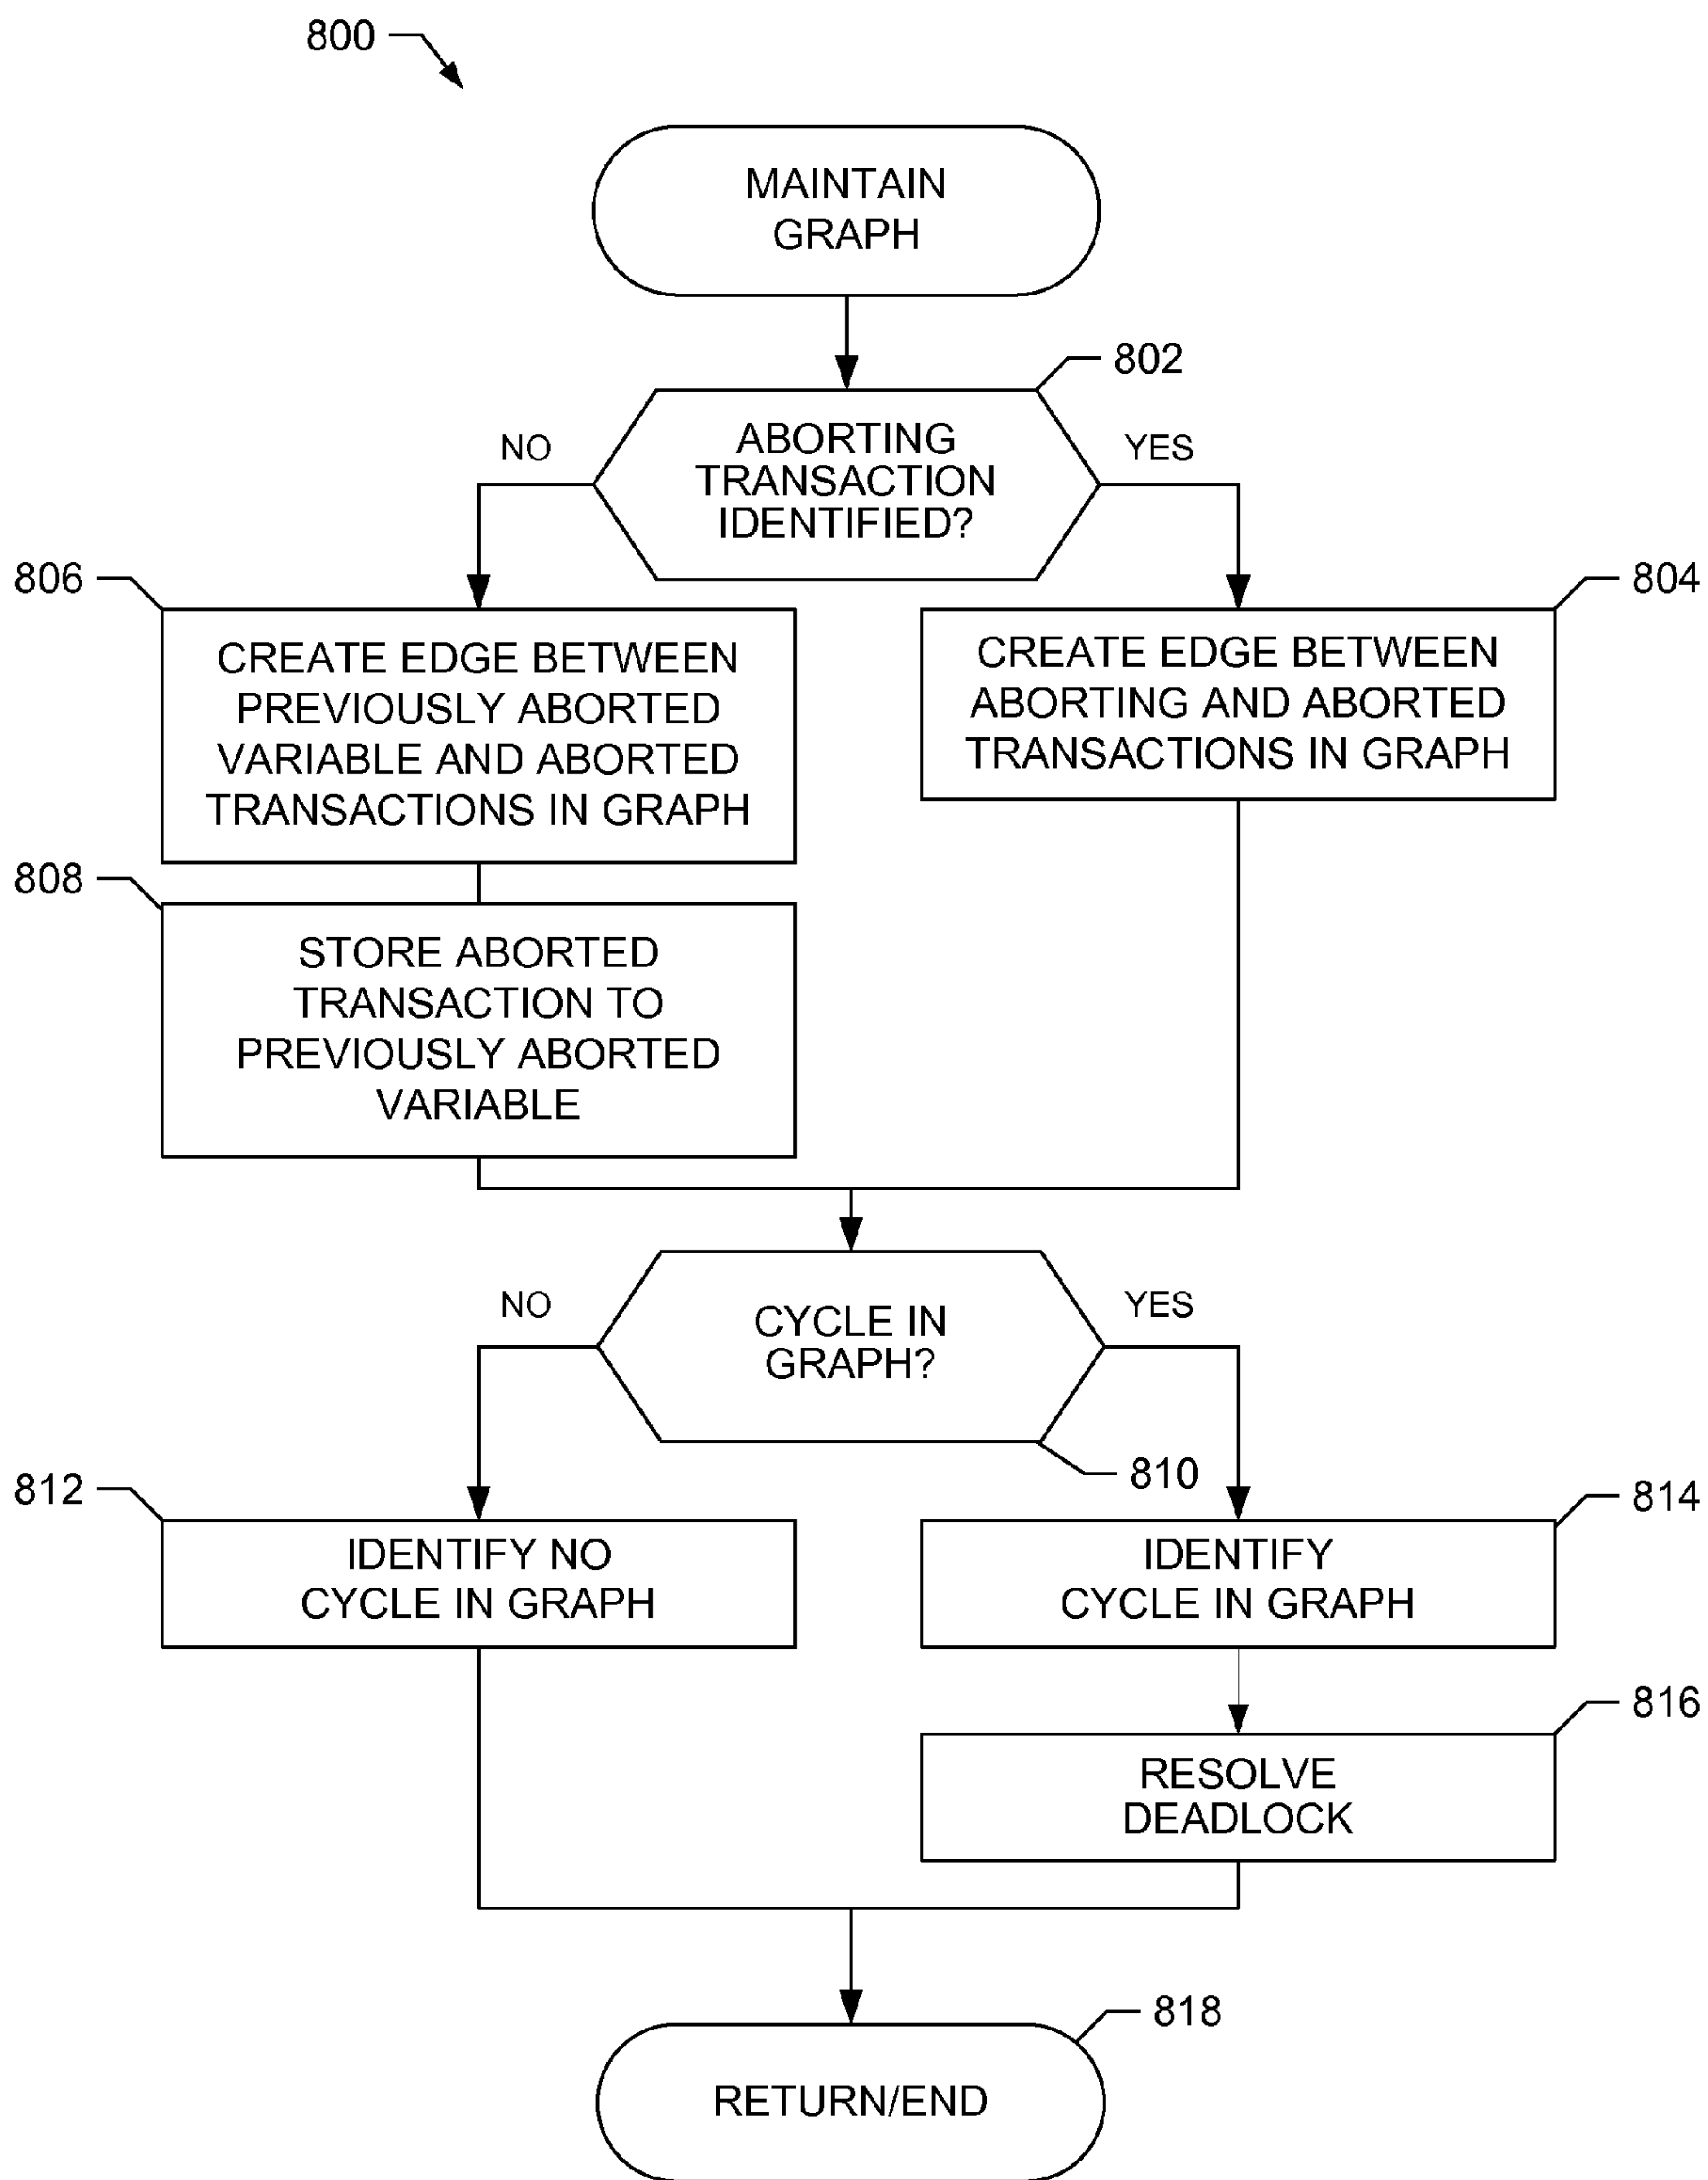 800
MAINTAIN
GRAPH
802
ABORTING
TRANSACTION
IDENTIFIED?
NO
YES
806
CREATE EDGE BETWEEN
PREVIOUSLY ABORTED
VARIABLE AND ABORTED
TRANSACTIONS IN GRAPH
804
CREATE EDGE BETWEEN
ABORTING AND ABORTED
TRANSACTIONS IN GRAPH
808
STORE ABORTED
TRANSACTION TO
PREVIOUSLY ABORTED
VARIABLE
NO
YES
CYCLE IN
GRAPH?
810
812
IDENTIFY NO
CYCLE IN GRAPH
814
IDENTIFY
CYCLE IN GRAPH
816
RESOLVE
DEADLOCK
818
RETURN/END